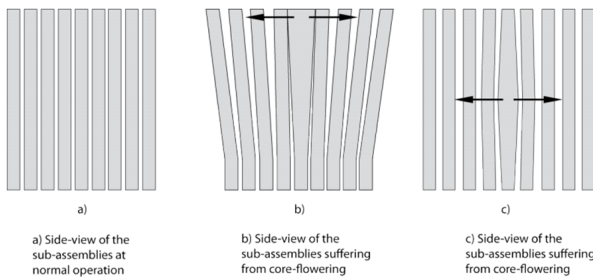 a)
b)
c)
a) Side-view of the
sub-assemblies at
normal operation
b) Side-view of the
sub-assemblies suffering
from core-flowering
c) Side-view of the
sub-assemblies suffering
from core-flowering